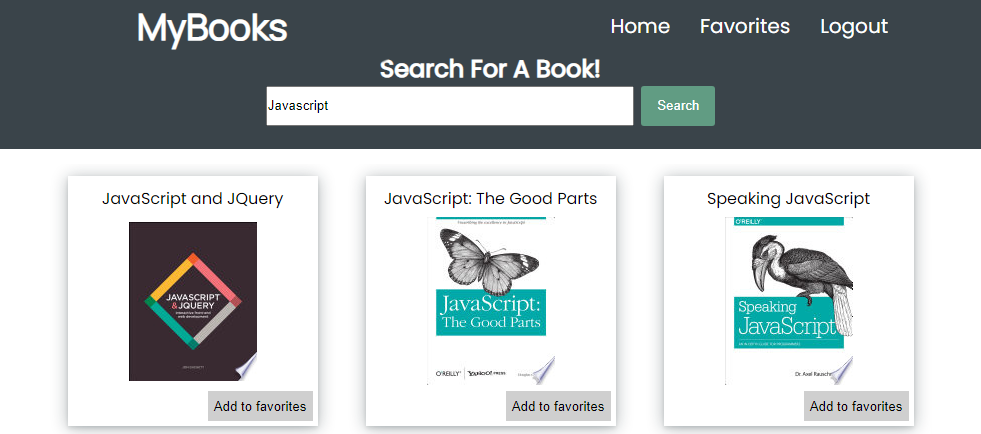 MyBooks
Home Favorites Logout
Search For A Book!
Javascript
Search
JavaScript and JQuery
JavaScript: The Good Parts
Speaking JavaScript
JAVASCRIPT
& JQUERY
interactive front-end
web development
JON DUCKETT
Add to favorites
Unearthing the Excellence in JavaScript
JavaScript:
The Good Parts
O'REILLY® YAHOO! PRESS
Douglas
Add to favorites
O'REILLY®
Speaking
JavaScript
AN IN-DEPTH GUIDE FOR PROGRAMMERS
Dr. Axel Rausch
Add to favorites